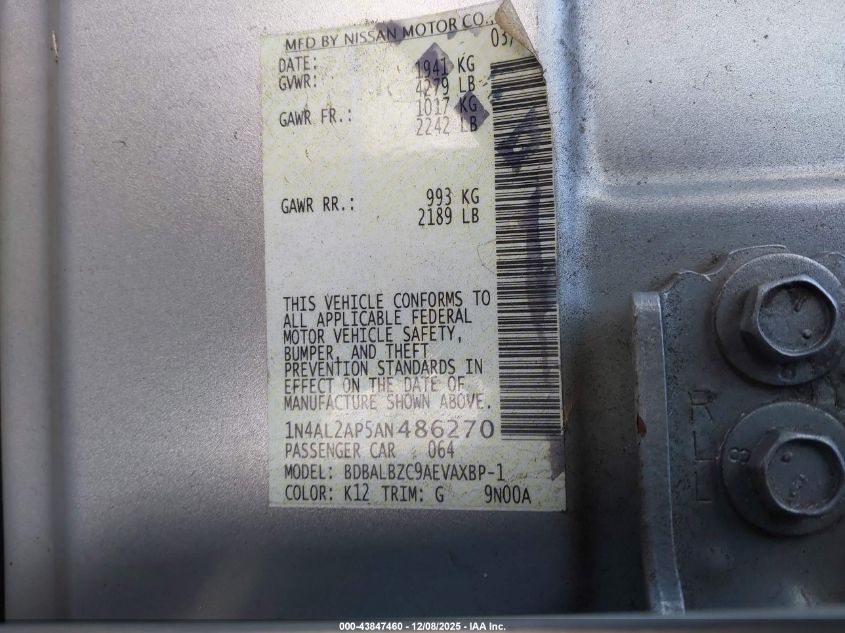 MFD BY NISSAN MOTOR CO.,
DATE: 03/
GVWR: 1941 KG
4279 LB
GAWR FR.: 1017 KG
2242 LB
GAWR RR.: 993 KG
2189 LB
THIS VEHICLE CONFORMS TO
ALL APPLICABLE FEDERAL
MOTOR VEHICLE SAFETY,
BUMPER, AND THEFT
PREVENTION STANDARDS IN
EFFECT ON THE DATE OF
MANUFACTURE SHOWN ABOVE.
1N4AL2AP5AN486270
PASSENGER CAR 064
MODEL: BDBALBZC9AEVAXBP-1
COLOR: K12 TRIM: G 9N00A
R
L
L
8
000-43847460 - 12/08/2025 - IAA Inc.